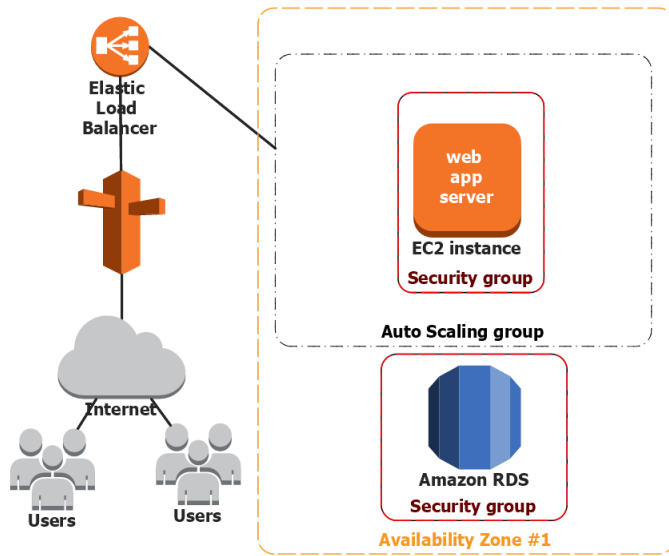 Elastic
Load
Balancer
web
app
server
EC2 instance
Security group
Auto Scaling group
Internet
Amazon RDS
Security group
Users
Users
Availability Zone #1